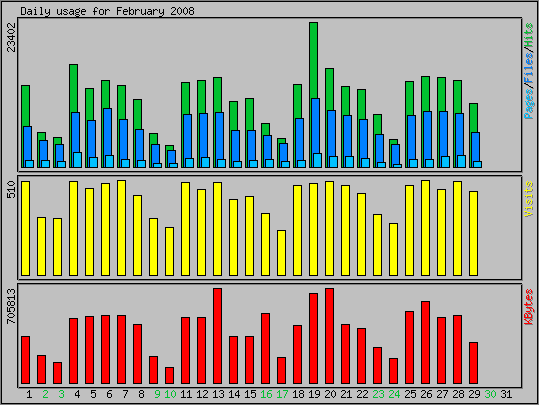 Daily usage for February 2008
23402
Pages/Files/Hits
510
Visits
705813
KBytes
1 2 3 4 5 6 7 8 9 10 11 12 13 14 15 16 17 18 19 20 21 22 23 24 25 26 27 28 29 30 31